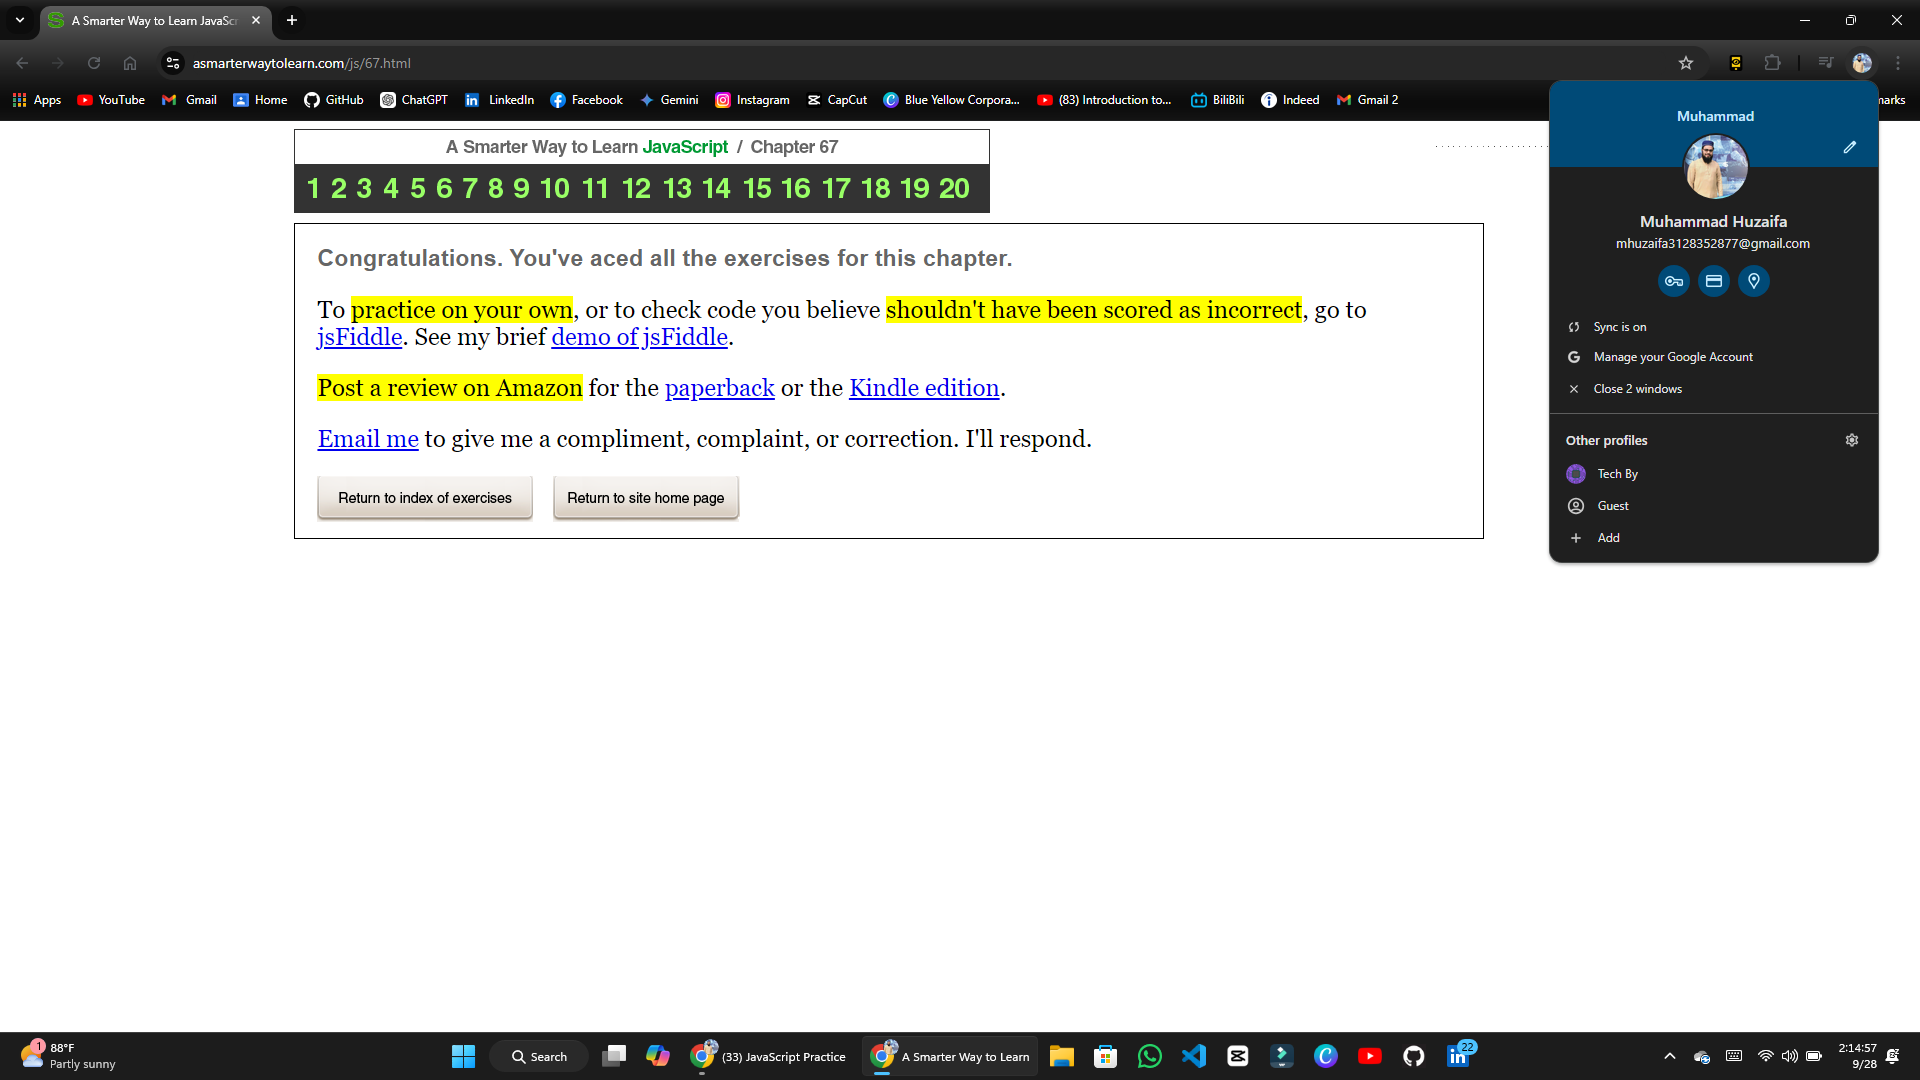 A Smarter Way to Learn JavaSc
asmarterwaytolearn.com/js/67.html
Apps YouTube Gmail Home GitHub ChatGPT LinkedIn Facebook Gemini Instagram CapCut Blue Yellow Corpora... (83) Introduction to... BiliBili Indeed Gmail 2 marks
A Smarter Way to Learn JavaScript / Chapter 67
1 2 3 4 5 6 7 8 9 10 11 12 13 14 15 16 17 18 19 20
Congratulations. You've aced all the exercises for this chapter.
To practice on your own, or to check code you believe shouldn't have been scored as incorrect, go to
jsFiddle. See my brief demo of jsFiddle.
Post a review on Amazon for the paperback or the Kindle edition.
Email me to give me a compliment, complaint, or correction. I'll respond.
Return to index of exercises Return to site home page
Muhammad
Muhammad Huzaifa
mhuzaifa3128352877@gmail.com
Sync is on
Manage your Google Account
Close 2 windows
Other profiles
Tech By
Guest
Add
1 88°F
Partly sunny
Search
(33) JavaScript Practice
A Smarter Way to Learn
22
2:14:57
9/28